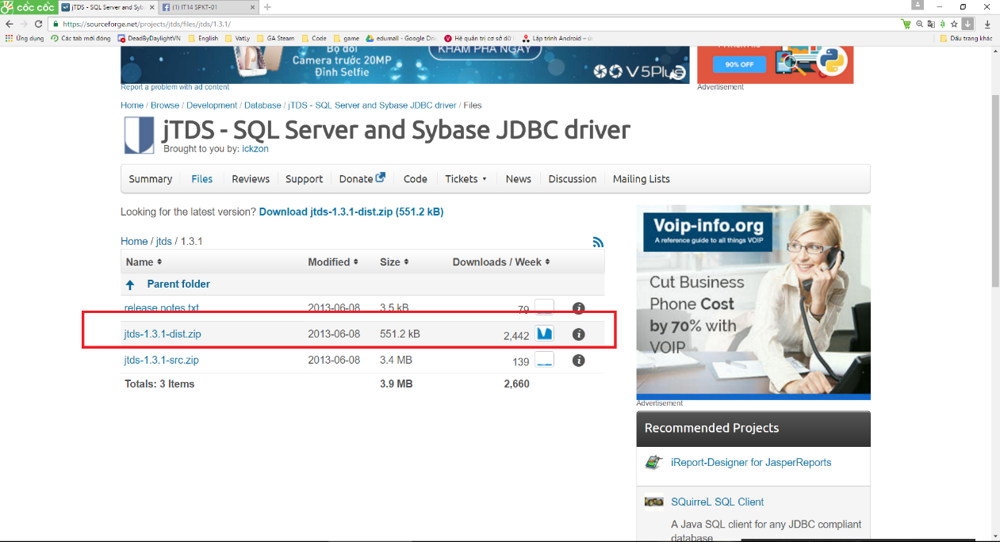 cốc cốc
jTDS - SQL Server and Syb
(1) IT14 SPKT-01
https://sourceforge.net/projects/jtds/files/jtds/1.3.1/
Ứng dụng Các tab mới đóng DeadByDaylightVN English VatLy GA Steam Code game edumall - Google Driv Hệ quản trị cơ sở dữ l Lập trình Android – ứ Dấu trang khác
Bộ đôi
Camera trước 20MP
Đỉnh Selfie
KHÁM PHÁ NGAY
V5Plus
90% OFF
Report a problem with ad content
Advertisement
Home / Browse / Development / Database / jTDS - SQL Server and Sybase JDBC driver / Files
jTDS - SQL Server and Sybase JDBC driver
Brought to you by: ickzon
Summary Files Reviews Support Donate Code Tickets News Discussion Mailing Lists
Looking for the latest version? Download jtds-1.3.1-dist.zip (551.2 kB)
Home / jtds / 1.3.1
Name Modified Size Downloads / Week
Parent folder
release notes.txt 2013-06-08 3.5 kB 79
jtds-1.3.1-dist.zip 2013-06-08 551.2 kB 2,442
jtds-1.3.1-src.zip 2013-06-08 3.4 MB 139
Totals: 3 Items 3.9 MB 2,660
Voip-info.org
A reference guide to all things VOIP
Cut Business
Phone Cost
by 70% with
VOIP
Advertisement
Recommended Projects
iReport-Designer for JasperReports
SQuirreL SQL Client
A Java SQL client for any JDBC compliant
database.